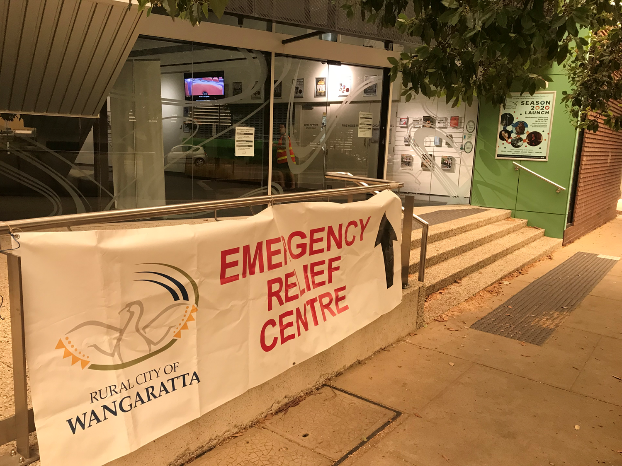 SEASON
2020
LAUNCH
EMERGENCY
RELIEF
CENTRE
RURAL CITY OF
WANGARATTA